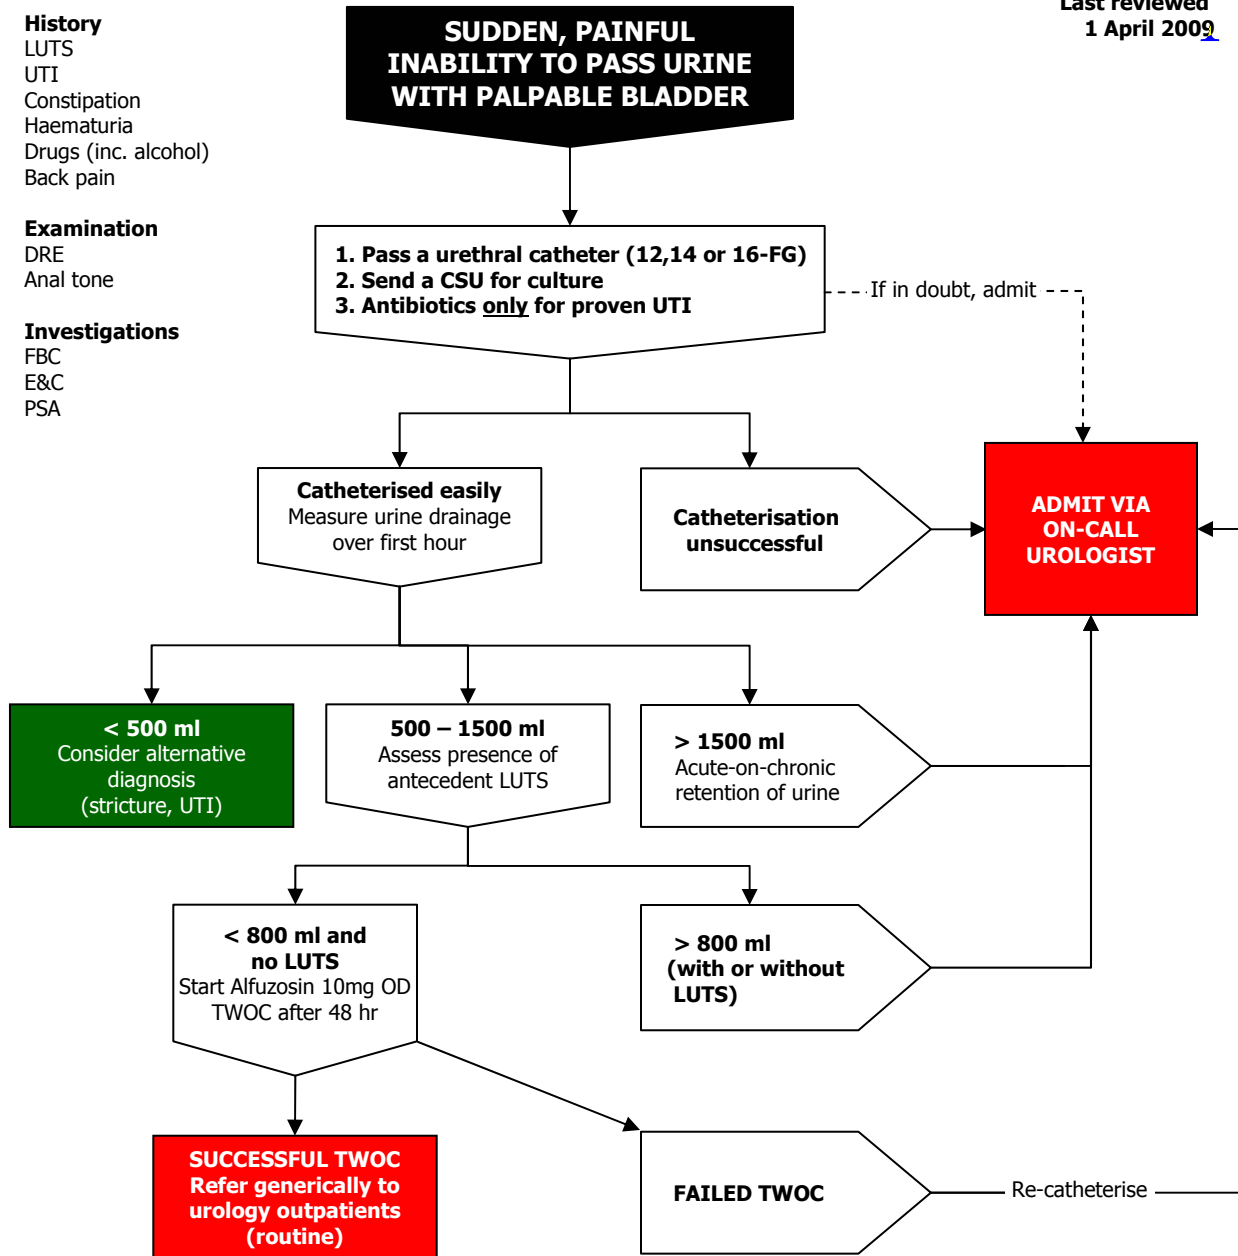 History
LUTS
UTI
Constipation
Haematuria
Drugs (inc. alcohol)
Back pain
Examination
DRE
Anal tone
Investigations
FBC
E&C
PSA
SUDDEN, PAINFUL
INABILITY TO PASS URINE
WITH PALPABLE BLADDER
Last reviewed
1 April 2009
1. Pass a urethral catheter (12,14 or 16-FG)
2. Send a CSU for culture
3. Antibiotics only for proven UTI
If in doubt, admit
Catheterised easily
Measure urine drainage
over first hour
Catheterisation
unsuccessful
ADMIT VIA
ON-CALL
UROLOGIST
< 500 ml
Consider alternative
diagnosis
(stricture, UTI)
500 – 1500 ml
Assess presence of
antecedent LUTS
> 1500 ml
Acute-on-chronic
retention of urine
< 800 ml and
no LUTS
Start Alfuzosin 10mg OD
TWOC after 48 hr
> 800 ml
(with or without
LUTS)
SUCCESSFUL TWOC
Refer generically to
urology outpatients
(routine)
FAILED TWOC
Re-catheterise